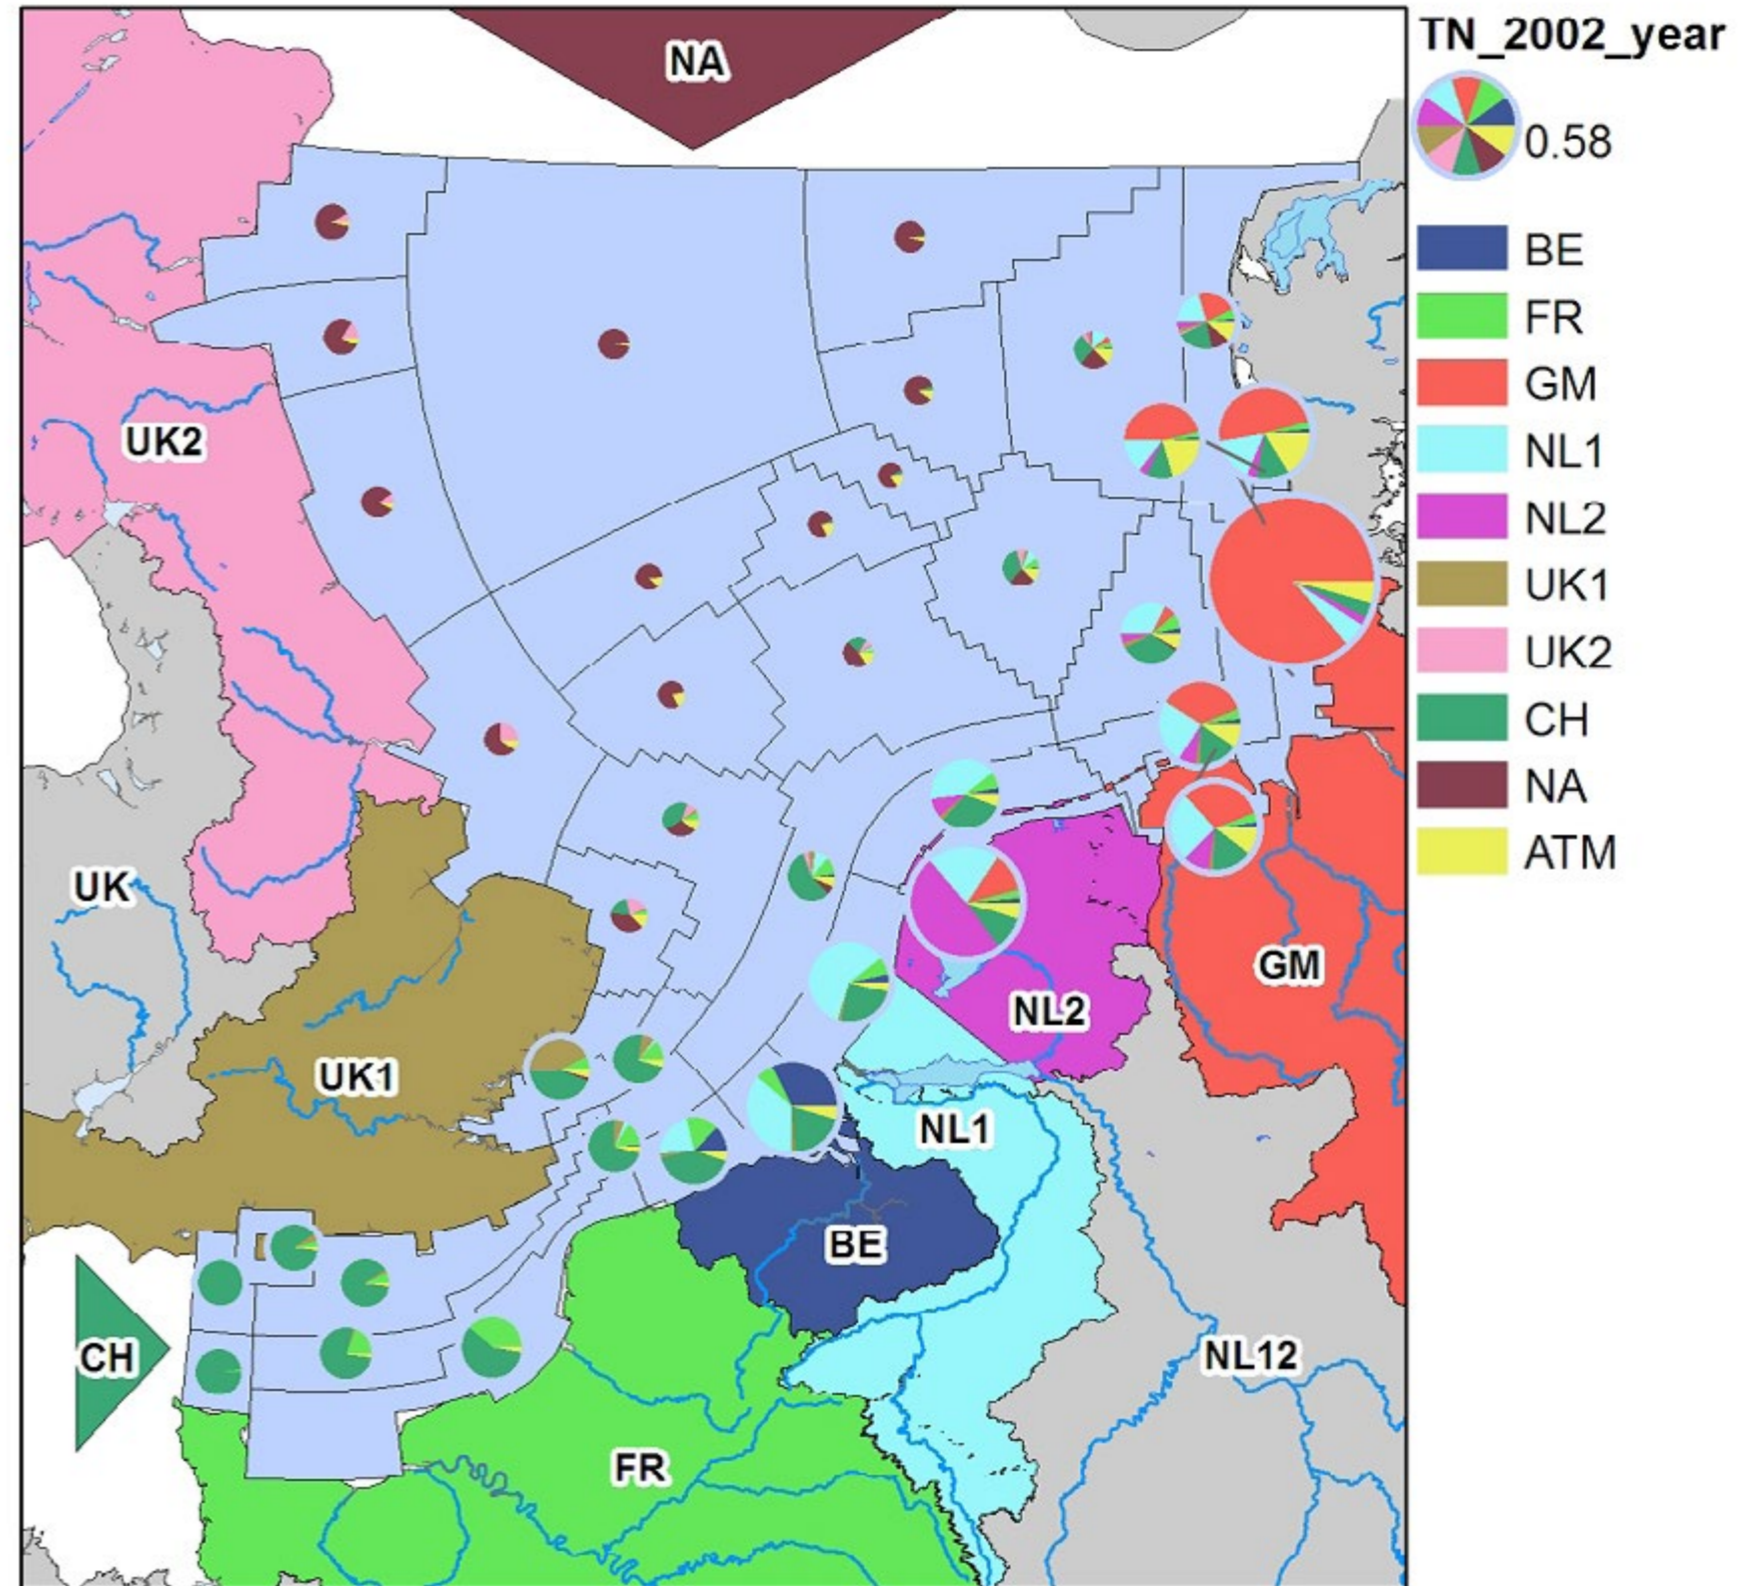 TN_2002_year
0.58
BE
FR
GM
NL1
NL2
UK1
UK2
CH
NA
ATM
NA
UK2
UK
UK1
NL2
GM
NL1
BE
CH
NL12
FR